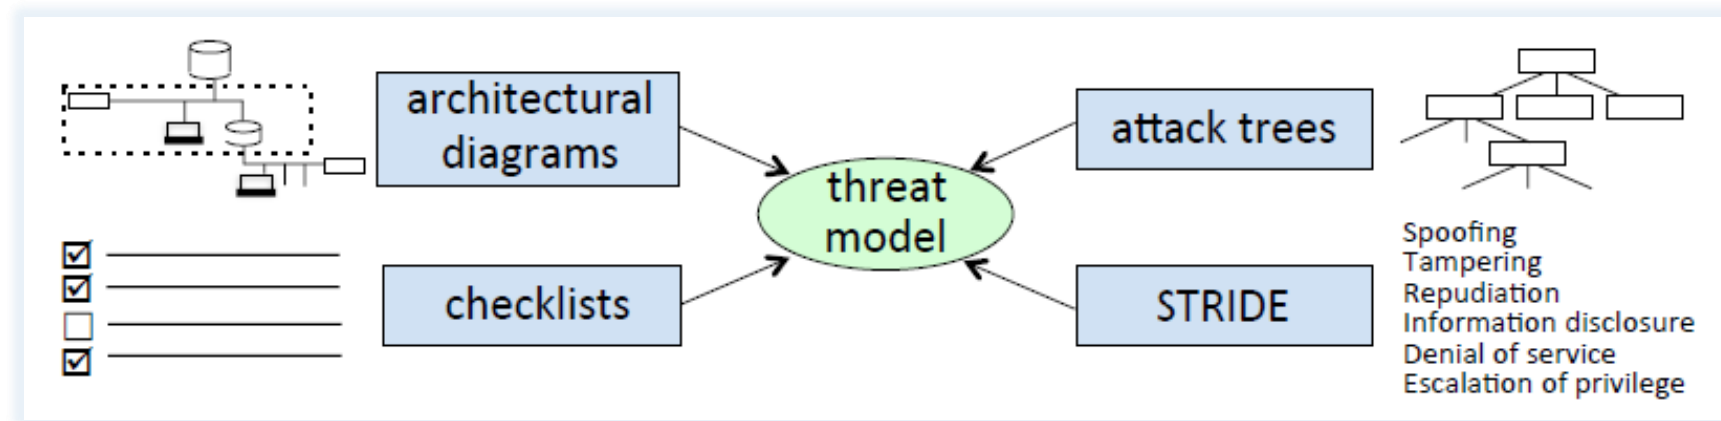 architectural
diagrams
attack trees
threat
model
checklists
STRIDE
Spoofing
Tampering
Repudiation
Information disclosure
Denial of service
Escalation of privilege